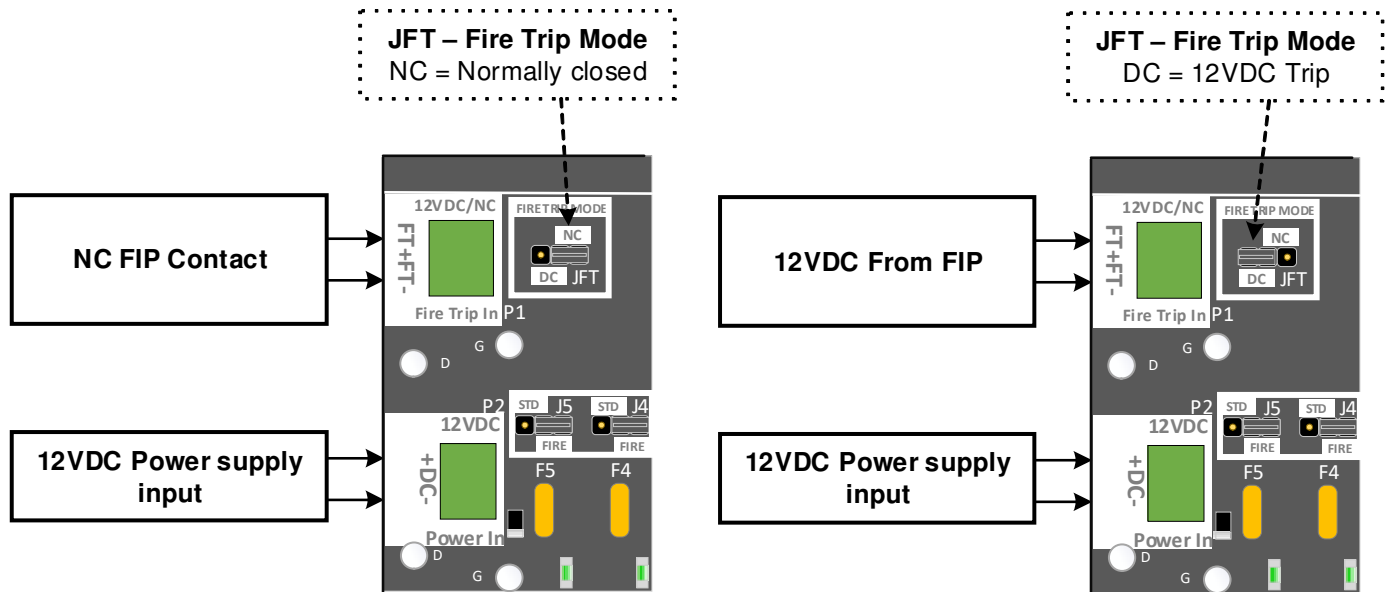 JFT – Fire Trip Mode
NC = Normally closed
NC FIP Contact
12VDC/NC
FT+FT-
Fire Trip In
P1
FIRE TRIP MODE
NC
DC
JFT
G
D
12VDC Power supply
input
P2
12VDC
+DC-
Power In
STD
J5
STD
J4
FIRE
FIRE
F5
F4
D
G
JFT – Fire Trip Mode
DC = 12VDC Trip
12VDC From FIP
12VDC/NC
FT+FT-
Fire Trip In
P1
FIRE TRIP MODE
NC
DC
JFT
G
D
12VDC Power supply
input
P2
12VDC
+DC-
Power In
STD
J5
STD
J4
FIRE
FIRE
F5
F4
D
G